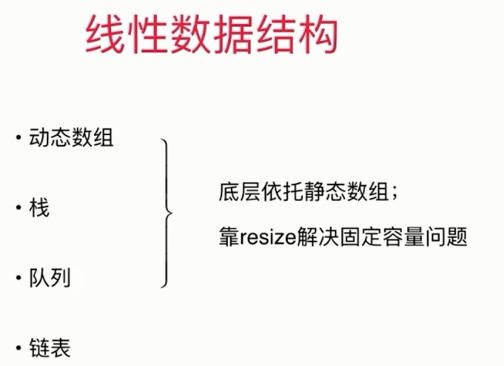 线性数据结构
• 动态数组
• 栈
• 队列
底层依托静态数组；
靠resize解决固定容量问题
• 链表